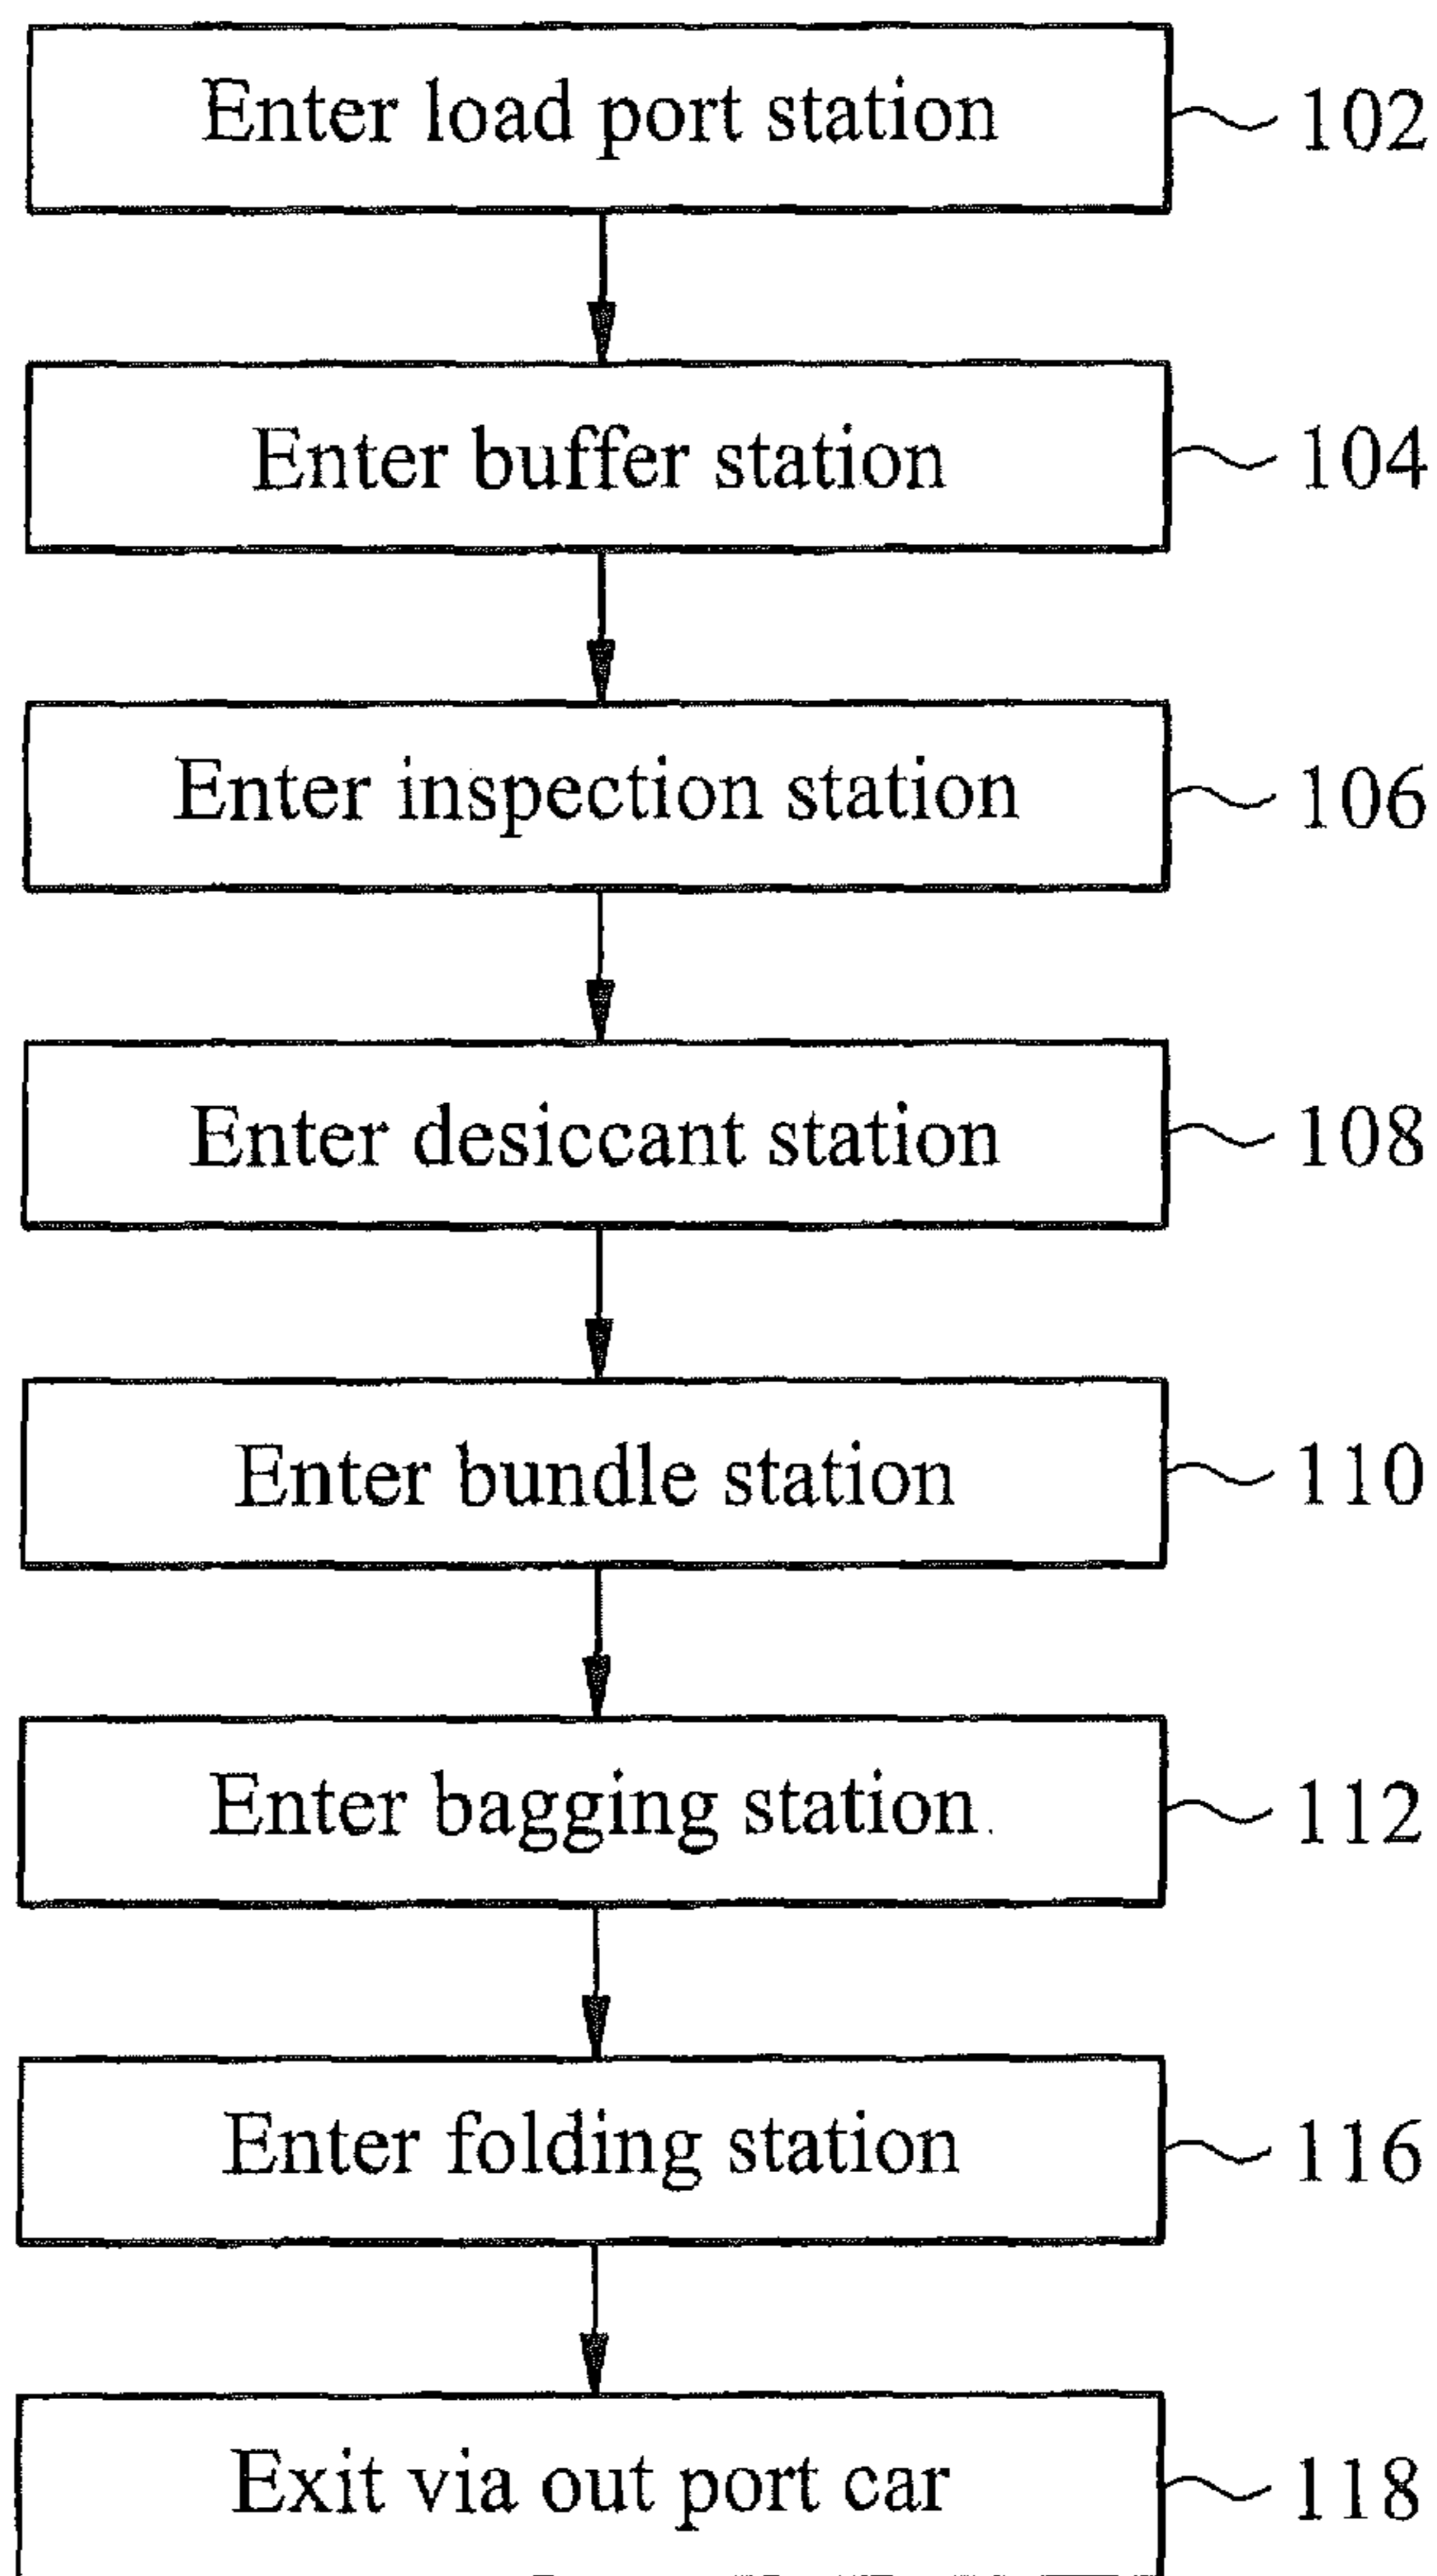 Enter load port station
102
Enter buffer station
104
Enter inspection station
106
Enter desiccant station
108
Enter bundle station
110
Enter bagging station
112
Enter folding station
116
Exit via out port car
118